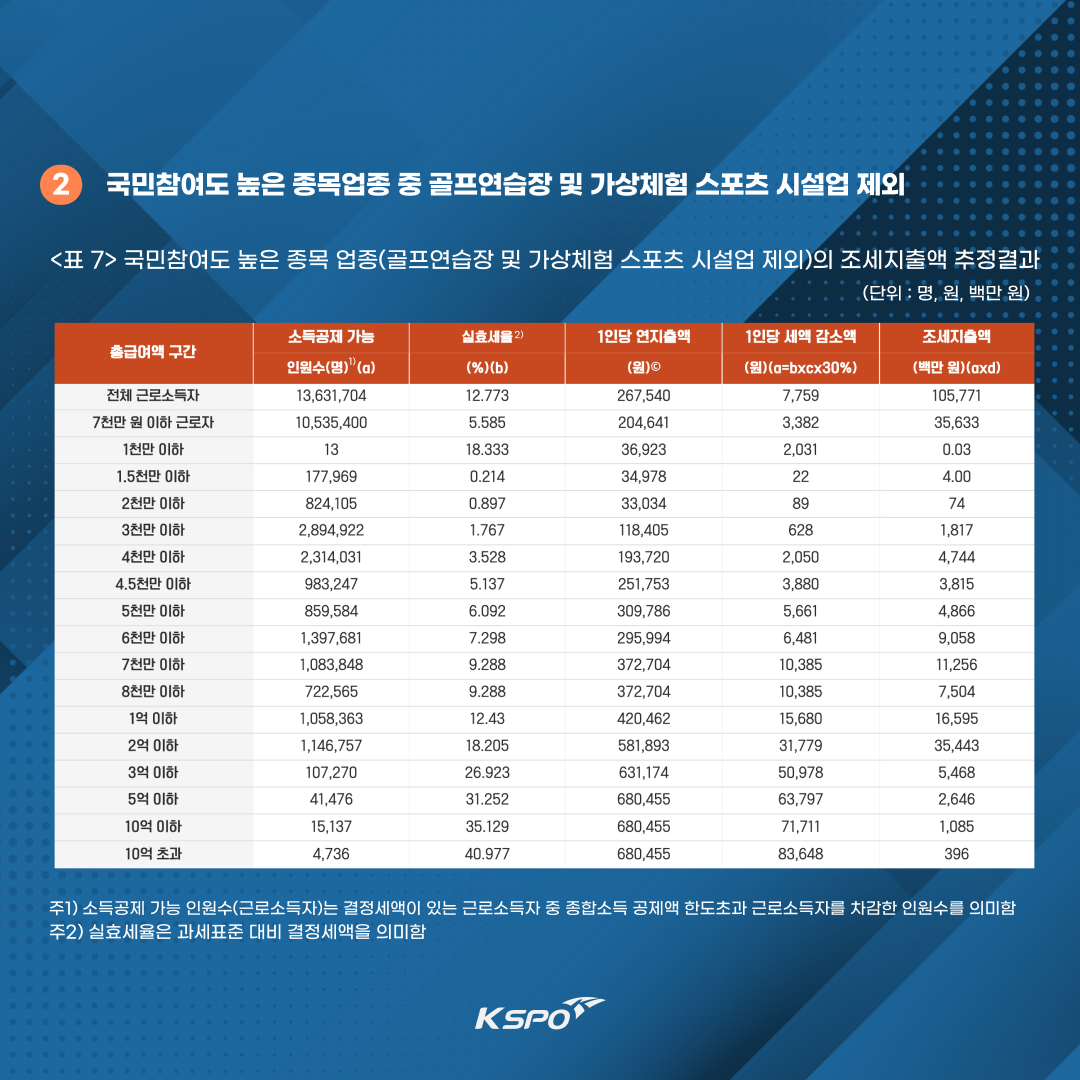 2 국민참여도 높은 종목업종 중 골프연습장 및 가상체험 스포츠 시설업 제외
<표 7> 국민참여도 높은 종목 업종(골프연습장 및 가상체험 스포츠 시설업 제외)의 조세지출액 추정결과
(단위 : 명, 원, 백만 원)
총급여액 구간 소득공제 가능 실효세율2) 1인당 연지출액 1인당 세액 감소액 조세지출액
인원수(명)1)(a) (%)(b) (원)© (원)(a=bxcx30%) (백만 원)(axd)
전체 근로소득자 13,631,704 12.773 267,540 7,759 105,771
7천만 원 이하 근로자 10,535,400 5.585 204,641 3,382 35,633
1천만 이하 13 18.333 36,923 2,031 0.03
1.5천만 이하 177,969 0.214 34,978 22 4.00
2천만 이하 824,105 0.897 33,034 89 74
3천만 이하 2,894,922 1.767 118,405 628 1,817
4천만 이하 2,314,031 3.528 193,720 2,050 4,744
4.5천만 이하 983,247 5.137 251,753 3,880 3,815
5천만 이하 859,584 6.092 309,786 5,661 4,866
6천만 이하 1,397,681 7.298 295,994 6,481 9,058
7천만 이하 1,083,848 9.288 372,704 10,385 11,256
8천만 이하 722,565 9.288 372,704 10,385 7,504
1억 이하 1,058,363 12.43 420,462 15,680 16,595
2억 이하 1,146,757 18.205 581,893 31,779 35,443
3억 이하 107,270 26.923 631,174 50,978 5,468
5억 이하 41,476 31.252 680,455 63,797 2,646
10억 이하 15,137 35.129 680,455 71,711 1,085
10억 초과 4,736 40.977 680,455 83,648 396
주1) 소득공제 가능 인원수(근로소득자)는 결정세액이 있는 근로소득자 중 종합소득 공제액 한도초과 근로소득자를 차감한 인원수를 의미함
주2) 실효세율은 과세표준 대비 결정세액을 의미함
KSPO